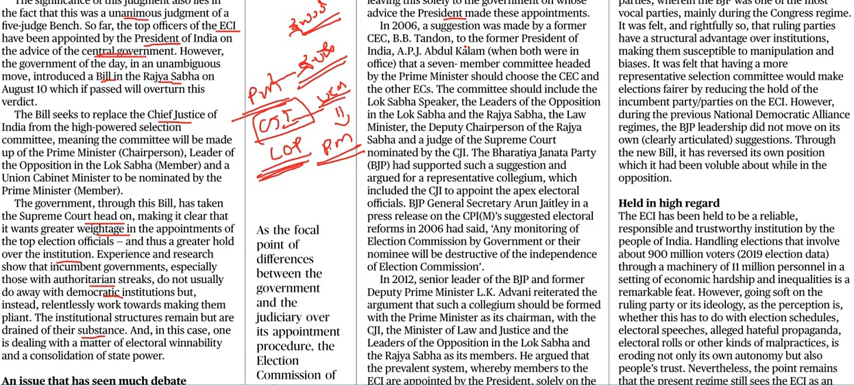 The significance of this judgment also lies in
the fact that this was a unanimous judgment of a
five-judge Bench. So far, the top officers of the ECI
have been appointed by the President of India on
the advice of the central government. However,
the government of the day, in an unambiguous
move, introduced a Bill in the Rajya Sabha on
August 10 which if passed will overturn this
verdict.
The Bill seeks to replace the Chief Justice of
India from the high-powered selection
committee, meaning the committee will be made
up of the Prime Minister (Chairperson), Leader of
the Opposition in the Lok Sabha (Member) and a
Union Cabinet Minister to be nominated by the
Prime Minister (Member).
The government, through this Bill, has taken
the Supreme Court head on, making it clear that
it wants greater weightage in the appointments of
the top election officials — and thus a greater hold
over the institution. Experience and research
show that incumbent governments, especially
those with authoritarian streaks, do not usually
do away with democratic institutions but,
instead, relentlessly work towards making them
pliant. The institutional structures remain but are
drained of their substance. And, in this case, one
is dealing with a matter of electoral winnability
and a consolidation of state power.
An issue that has seen much debate
CJI
LOP
PM
As the focal
point of
differences
between the
government
and the
judiciary over
its appointment
procedure, the
Election
Commission of
leaving this solely to the government on whose
advice the President made these appointments.
In 2006, a suggestion was made by a former
CEC, B.B. Tandon, to the former President of
India, A.P.J. Abdul Kalam (when both were in
office) that a seven- member committee headed
by the Prime Minister should choose the CEC and
the other ECs. The committee should include the
Lok Sabha Speaker, the Leaders of the Opposition
in the Lok Sabha and the Rajya Sabha, the Law
Minister, the Deputy Chairperson of the Rajya
Sabha and a judge of the Supreme Court
nominated by the CJI. The Bharatiya Janata Party
(BJP) had supported such a suggestion and
argued for a representative collegium, which
included the CJI to appoint the apex electoral
officials. BJP General Secretary Arun Jaitley in a
press release on the CPI(M)'s suggested electoral
reforms in 2006 had said, 'Any monitoring of
Election Commission by Government or their
nominee will be destructive of the independence
of Election Commission'.
In 2012, senior leader of the BJP and former
Deputy Prime Minister L.K. Advani reiterated the
argument that such a collegium should be formed
with the Prime Minister as its chairman, with the
CJI, the Minister of Law and Justice and the
Leaders of the Opposition in the Lok Sabha and
the Rajya Sabha as its members. He argued that
the prevalent system, whereby members to the
ECI are appointed by the President, solely on the
parties, wherein the BJP was one of the most
vocal parties, mainly during the Congress regime.
It was felt, and rightfully so, that ruling parties
have a structural advantage over institutions,
making them susceptible to manipulation and
biases. It was felt that having a more
representative selection committee would make
elections fairer by reducing the hold of the
incumbent party/parties on the ECI. However,
during the previous National Democratic Alliance
regimes, the BJP leadership did not move on its
own (clearly articulated) suggestions. Through
the new Bill, it has reversed its own position
which it had been voluble about while in the
opposition.
Held in high regard
The ECI has been held to be a reliable,
responsible and trustworthy institution by the
people of India. Handling elections that involve
about 900 million voters (2019 election data)
through a machinery of 11 million personnel in a
setting of economic hardship and inequalities is a
remarkable feat. However, going soft on the
ruling party or its ideology, as the perception is,
whether this has to do with election schedules,
electoral speeches, alleged hateful propaganda,
electoral rolls or other kinds of malpractices, is
eroding not only its own autonomy but also
people's trust. Nevertheless, the point remains
that the present regime still sees the ECI as an